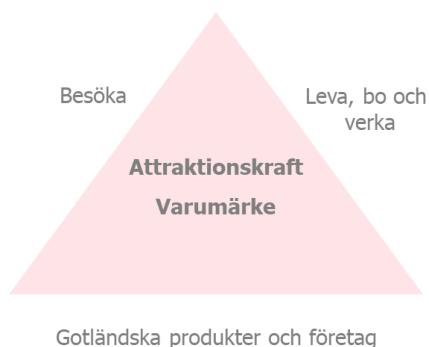 Besöka
Leva, bo och
verka
Attraktionskraft
Varumärke
Gotländska produkter och företag